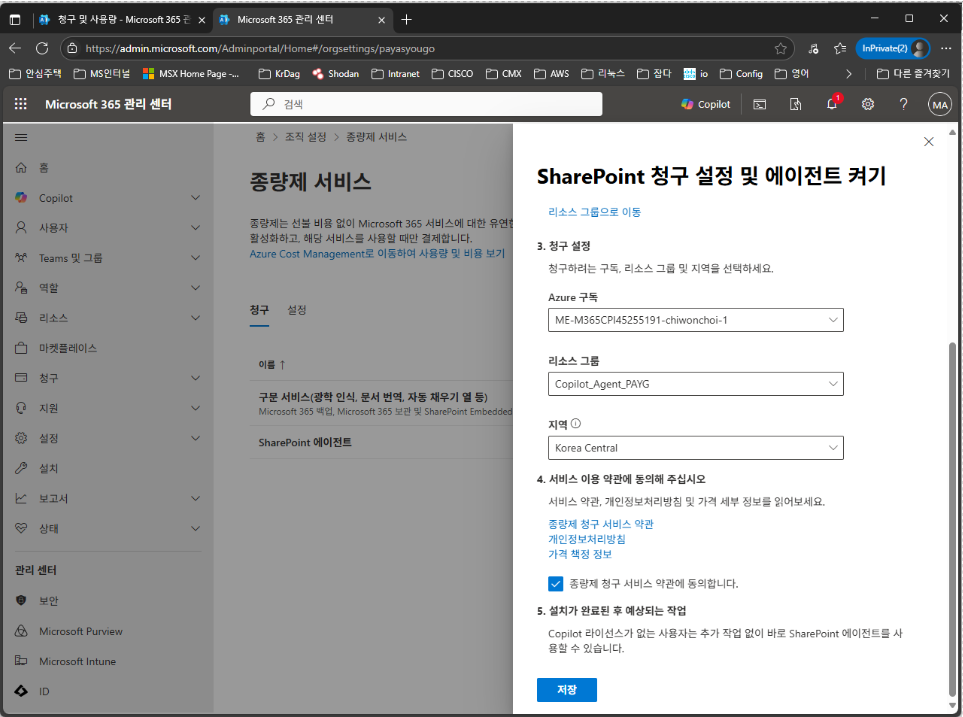 청구 및 사용량 - Microsoft 365 관
Microsoft 365 관리 센터
https://admin.microsoft.com/Adminportal/Home#/orgsettings/payasyougo
InPrivate(2)
안심주택
MS인터널
MSX Home Page -...
KrDag
Shodan
Intranet
CISCO
CMX
AWS
리눅스
잡다
io
Config
영어
다른 즐겨찾기
Microsoft 365 관리 센터
검색
Copilot
1
MA
홈
Copilot
사용자
Teams 및 그룹
역할
리소스
마켓플레이스
청구
지원
설정
설치
보고서
상태
관리 센터
보안
Microsoft Purview
Microsoft Intune
ID
홈 > 조직 설정 > 종량제 서비스
종량제 서비스
종량제는 선불 비용 없이 Microsoft 365 서비스에 대한 유연한
활성화하고, 해당 서비스를 사용할 때만 결제합니다.
Azure Cost Management로 이동하여 사용량 및 비용 보기
청구
설정
이름 ↑
구문 서비스(광학 인식, 문서 번역, 자동 채우기 열 등)
Microsoft 365 백업, Microsoft 365 보관 및 SharePoint Embedded
SharePoint 에이전트
SharePoint 청구 설정 및 에이전트 켜기
리소스 그룹으로 이동
3. 청구 설정
청구하려는 구독, 리소스 그룹 및 지역을 선택하세요.
Azure 구독
ME-M365CPI45255191-chiwonchoi-1
리소스 그룹
Copilot_Agent_PAYG
지역
Korea Central
4. 서비스 이용 약관에 동의해 주십시오
서비스 약관, 개인정보처리방침 및 가격 세부 정보를 읽어보세요.
종량제 청구 서비스 약관
개인정보처리방침
가격 책정 정보
종량제 청구 서비스 약관에 동의합니다.
5. 설치가 완료된 후 예상되는 작업
Copilot 라이선스가 없는 사용자는 추가 작업 없이 바로 SharePoint 에이전트를 사
용할 수 있습니다.
저장